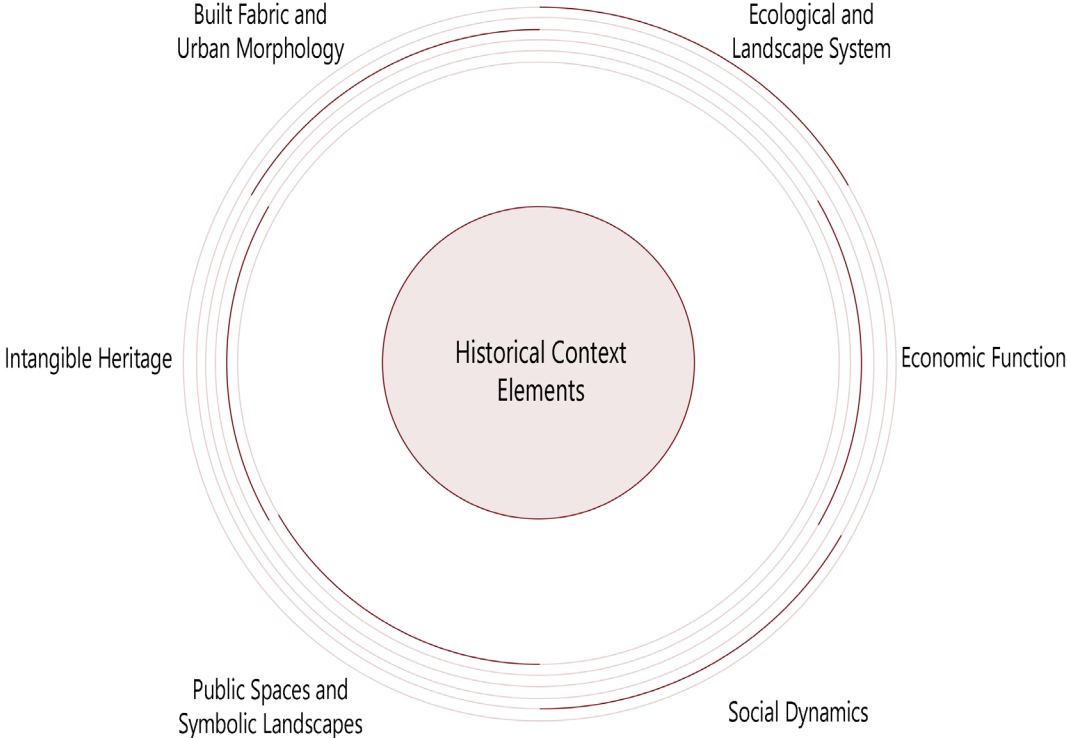 Built Fabric and
Urban Morphology
Ecological and
Landscape System
Intangible Heritage
Historical Context
Elements
Economic Function
Public Spaces and
Symbolic Landscapes
Social Dynamics